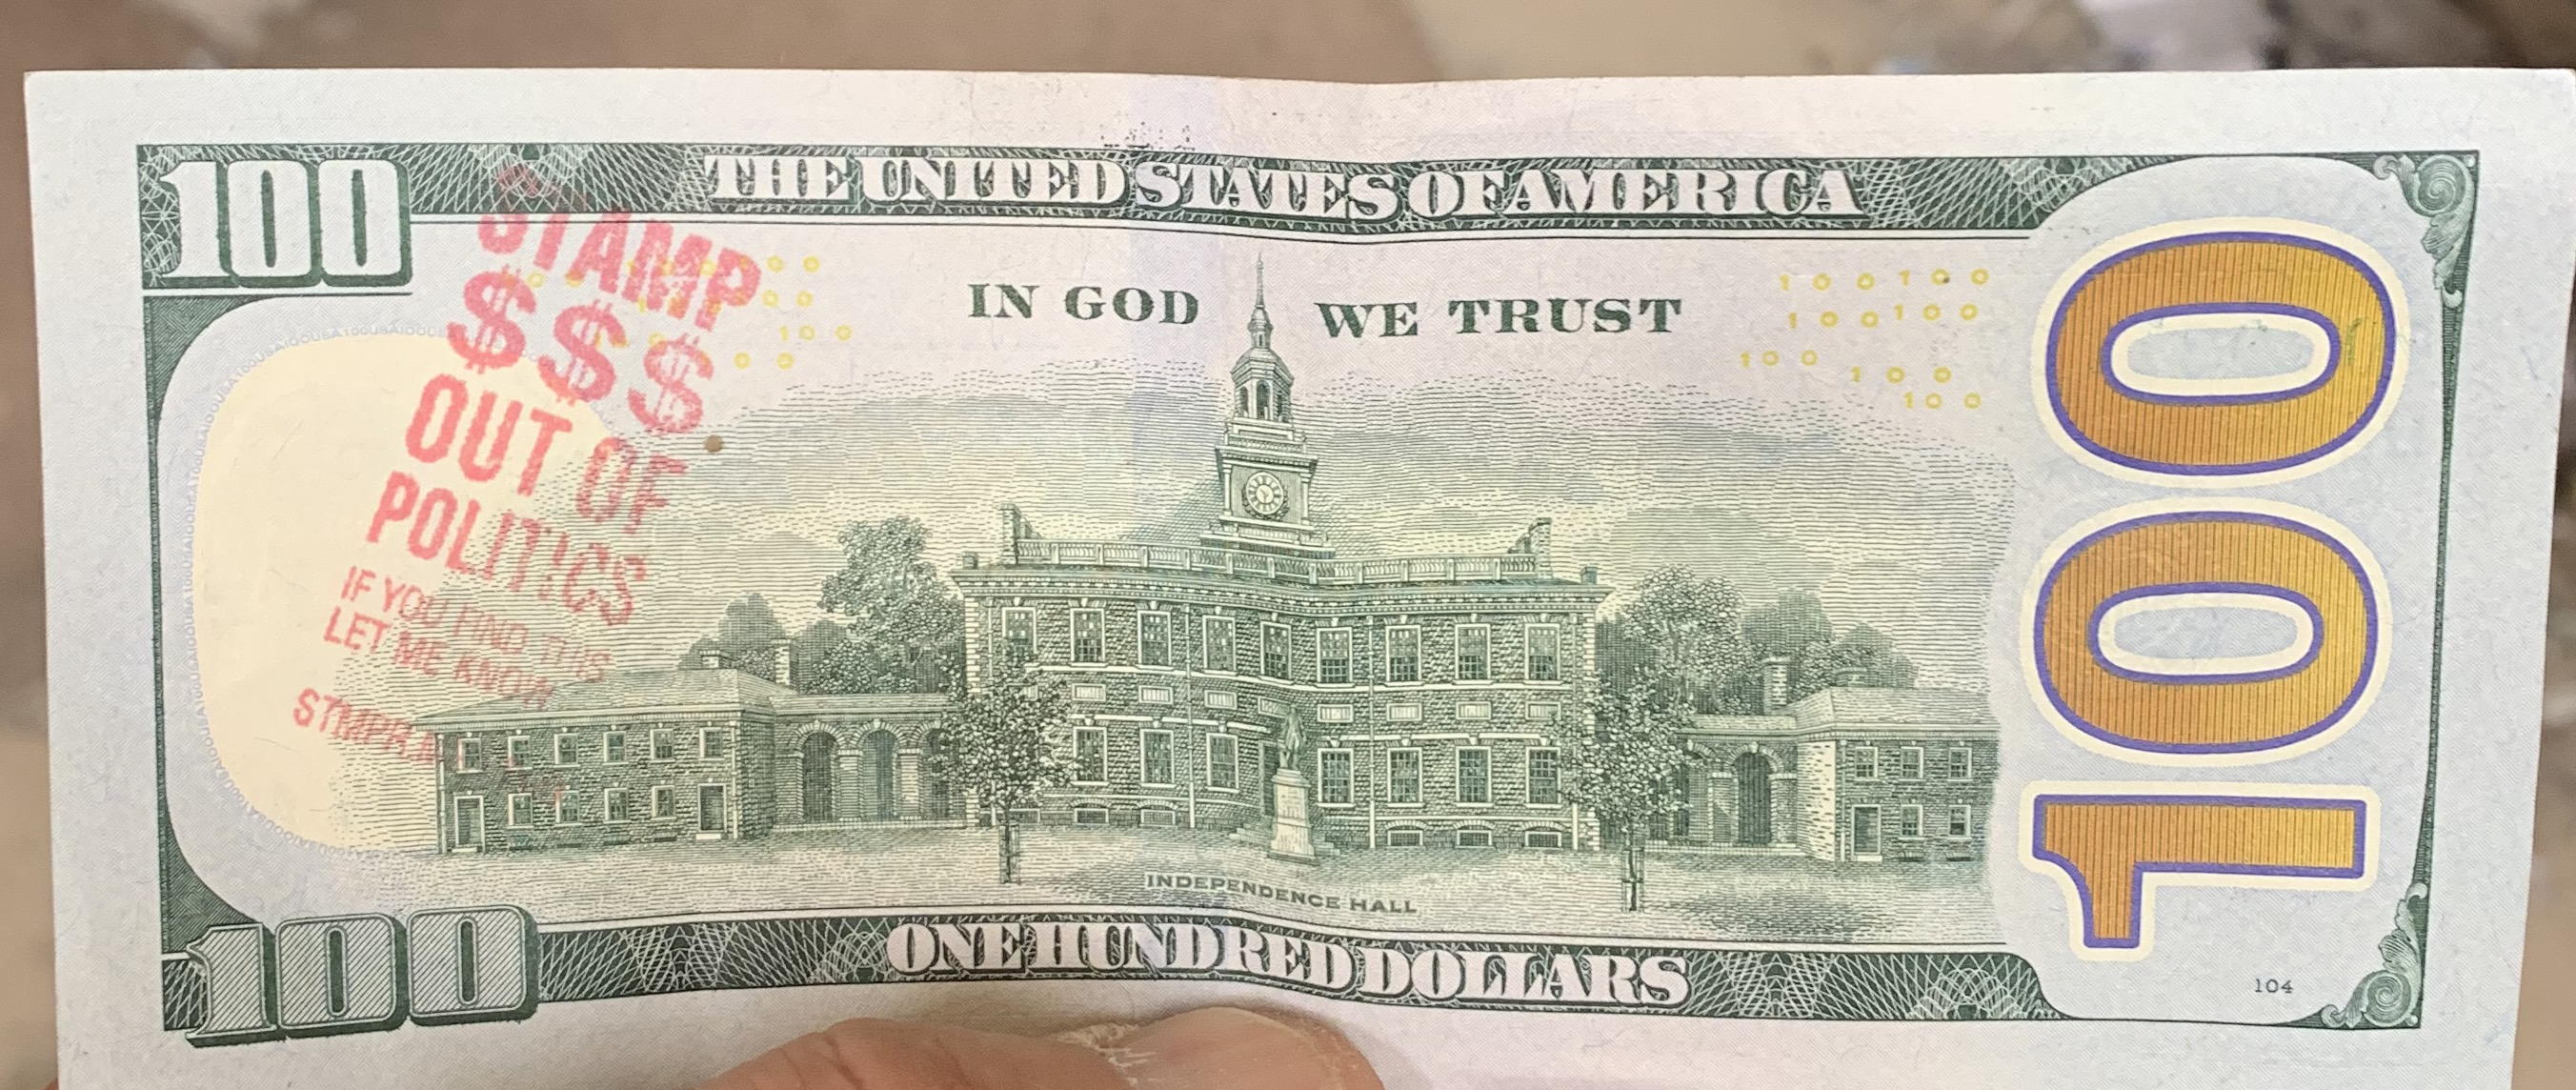 100
THE UNITED STATES OF AMERICA
STAMP
$$$
OUT OF
POLITICS
IF YOU FIND THIS
LET ME KNOW
IN GOD WE TRUST
100
INDEPENDENCE HALL
100
ONE HUNDRED DOLLARS
104